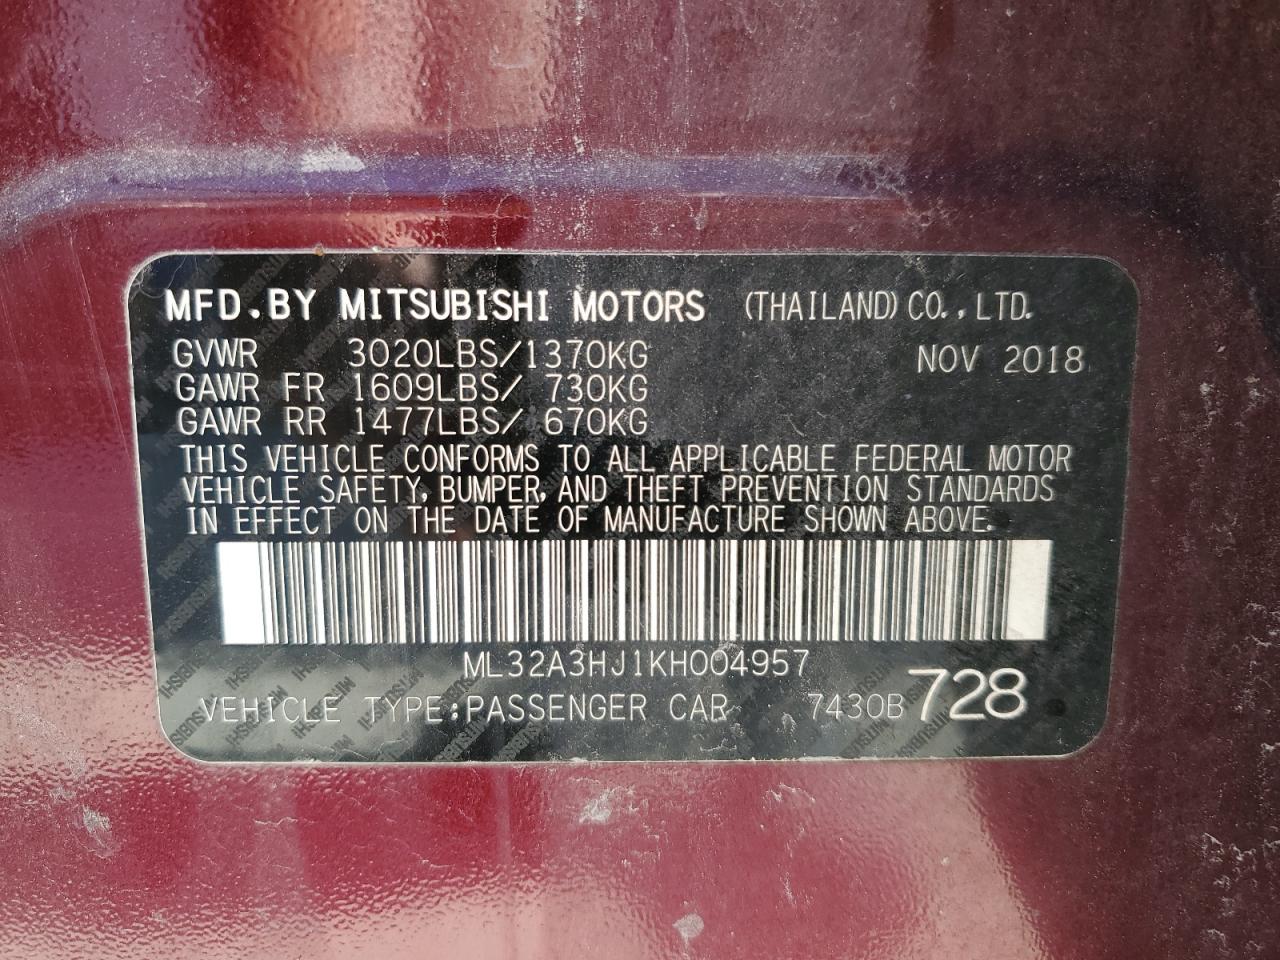 MFD.BY MITSUBISHI MOTORS (THAILAND) CO., LTD.
GVWR 3020LBS/1370KG NOV 2018
GAWR FR 1609LBS/ 730KG
GAWR RR 1477LBS/ 670KG
THIS VEHICLE CONFORMS TO ALL APPLICABLE FEDERAL MOTOR
VEHICLE SAFETY, BUMPER, AND THEFT PREVENTION STANDARDS
IN EFFECT ON THE DATE OF MANUFACTURE SHOWN ABOVE.
ML32A3HJ1KH004957
VEHICLE TYPE:PASSENGER CAR 7430B 728